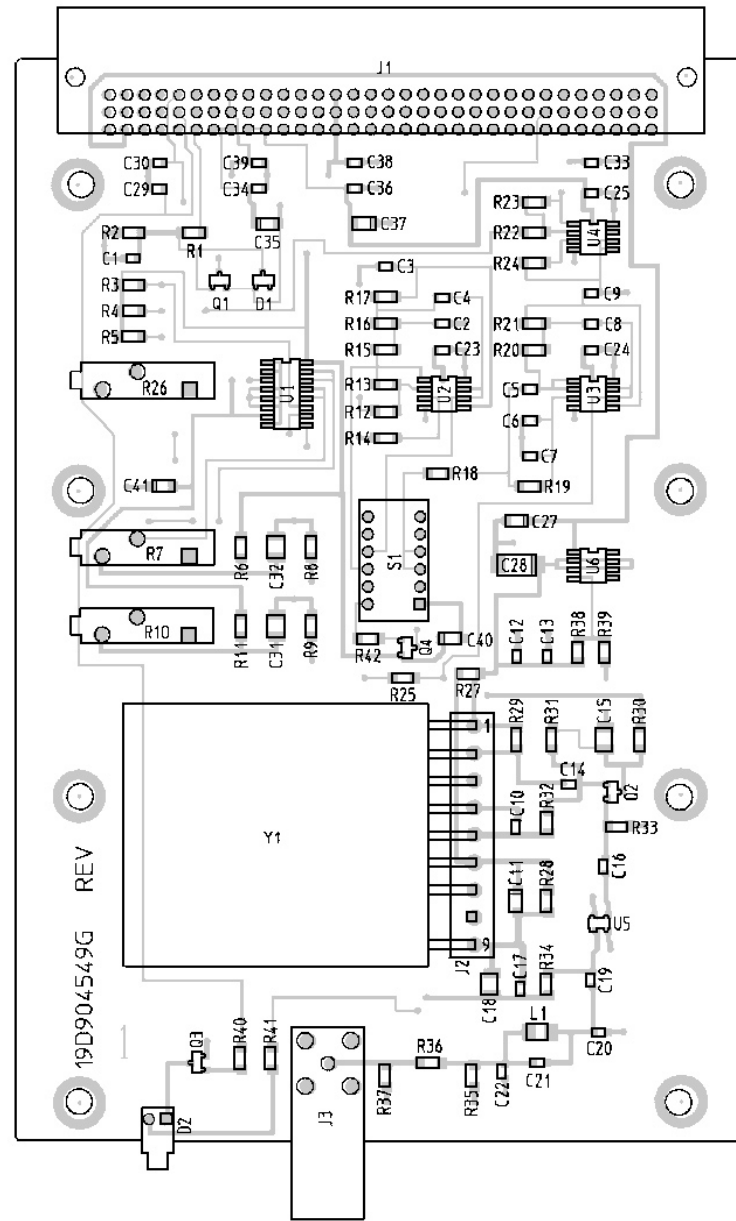 J1
C30
C39
C38
C33
C29
C34
C36
C25
R23
C35
C37
R2
R1
R22
U4
C1
C3
R24
R3
Q1
D1
R17
C4
C9
R4
R16
C2
R21
C8
R5
R15
C23
R20
C24
R26
U1
R13
U2
C5
U3
R12
C6
R14
C7
C41
R18
R19
S1
C27
R7
R6
C32
R8
C28
U6
R10
R11
C31
R9
R42
Q4
C40
C12
C13
R38
R39
R25
R27
1
R29
R31
C15
R30
C14
Q2
Y1
C10
R32
R33
C11
R28
C16
U5
9
J2
C18
C17
R34
C19
19D904549G REV
1
L1
C20
Q3
R40
R41
R36
C21
R37
R35
C22
D2
J3